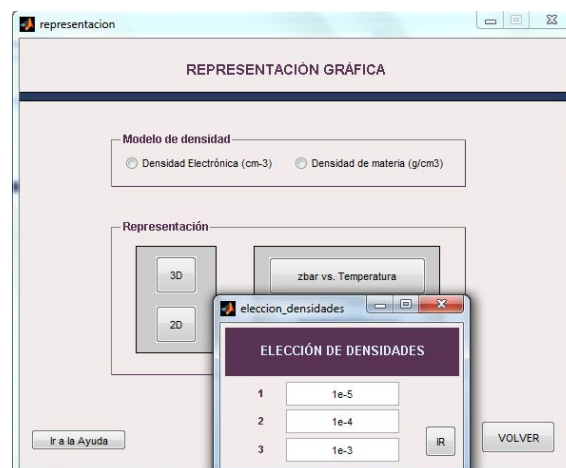 representacion
REPRESENTACIÓN GRÁFICA
Modelo de densidad
Densidad Electrónica (cm-3)
Densidad de materia (g/cm3)
Representación
3D
zbar vs. Temperatura
2D
eleccion_densidades
ELECCIÓN DE DENSIDADES
1 1e-5
2 1e-4
3 1e-3
IR
Ir a la Ayuda
VOLVER